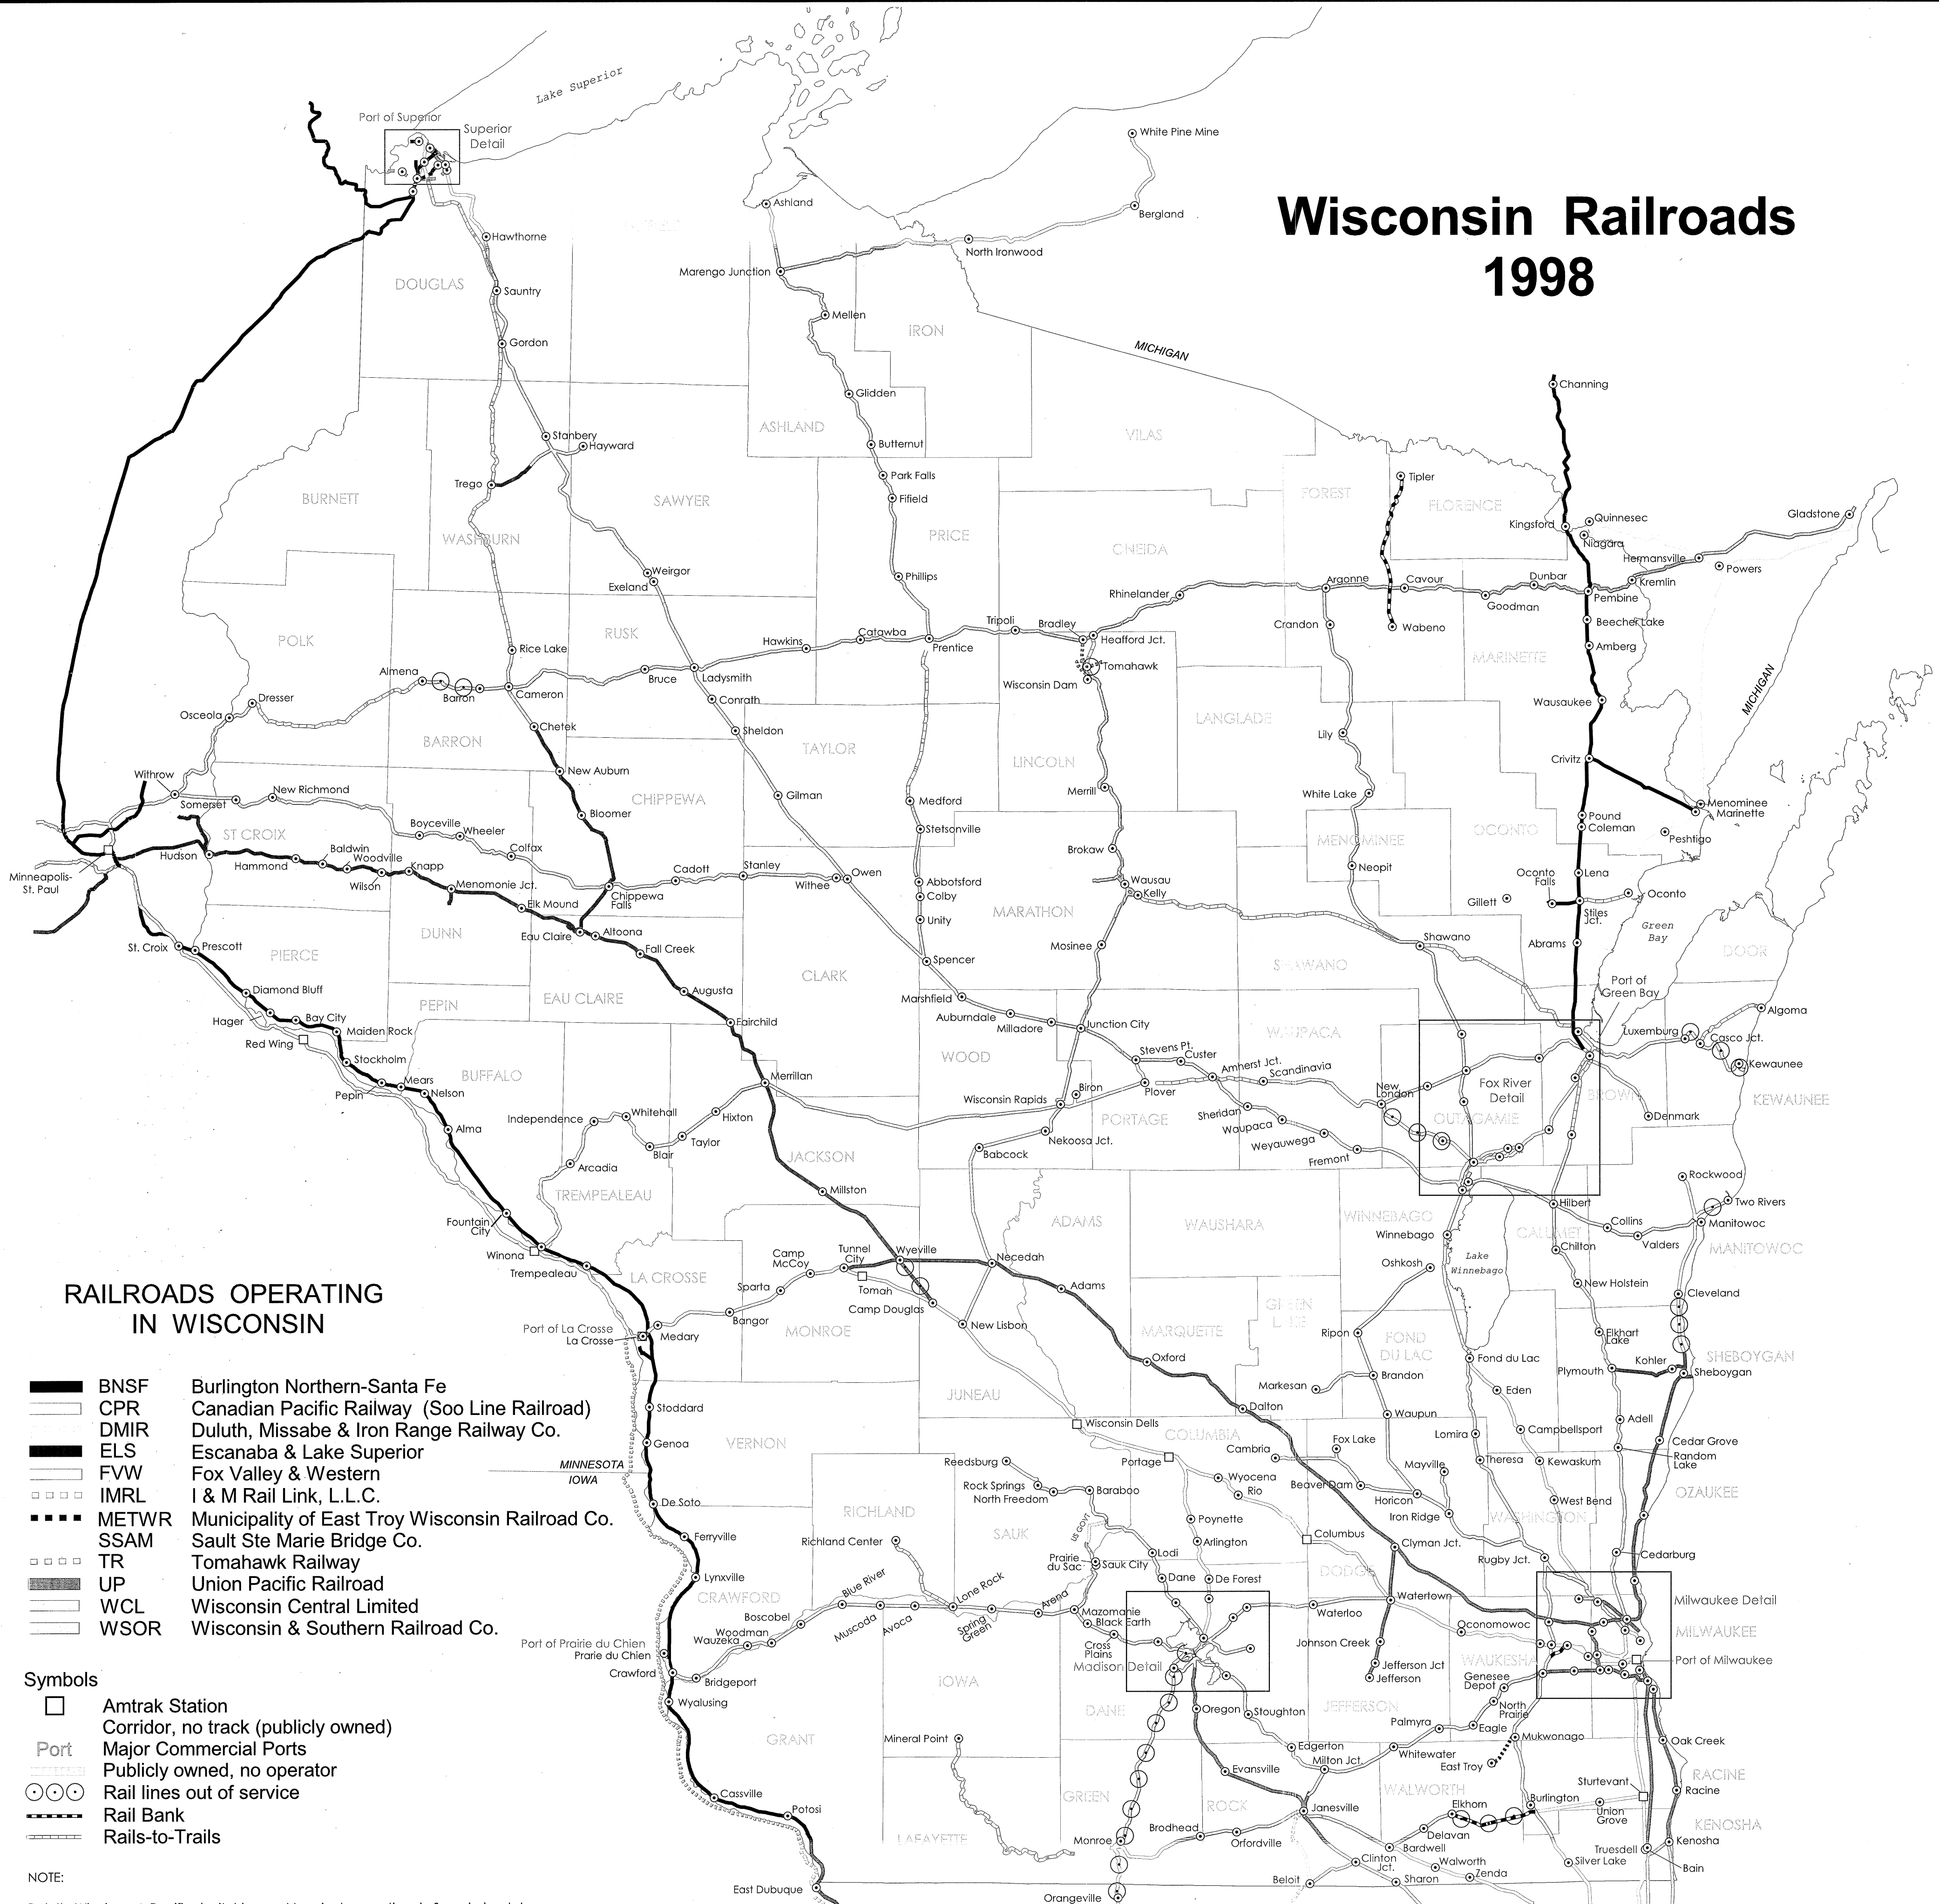 Lake Superior
Port of Superior
Superior
Detail
White Pine Mine
Ashland
Bergland
Wisconsin Railroads
1998
Hawthorne
North Ironwood
Marengo Junction
DOUGLAS
Sauntry
Mellen
IRON
Gordon
MICHIGAN
Channing
Glidden
ASHLAND
VILAS
Stanbery
Hayward
Butternut
Trego
Park Falls
Fifield
Tipler
BURNETT
SAWYER
FOREST
FLORENCE
Gladstone
Kingsford
Quinnesec
Niagara
WASHBURN
PRICE
ONEIDA
Hermansville
Powers
Weirgor
Exeland
Phillips
Rhinelander
Argonne
Cavour
Dunbar
Kremlin
Goodman
Pembine
POLK
RUSK
Hawkins
Catawba
Tripoli
Bradley
Heafford Jct.
Crandon
Wabeno
Beecher Lake
Rice Lake
Prentice
Amberg
MARINETTE
Almena
Barron
Cameron
Bruce
Ladysmith
Tomahawk
Wisconsin Dam
MICHIGAN
Dresser
Osceola
Conrath
Wausaukee
Chetek
Sheldon
LANGLADE
Lily
BARRON
TAYLOR
LINCOLN
Crivitz
Withrow
New Auburn
Somerset
New Richmond
CHIPPEWA
Gilman
Medford
Merrill
White Lake
Menominee
Marinette
Bloomer
Pound
Coleman
Peshtigo
ST CROIX
Boyceville
Wheeler
Stetsonville
MENOMINEE
OCONTO
Colfax
Brokaw
Hudson
Hammond
Baldwin
Woodville
Wilson
Knapp
Cadott
Stanley
Withee
Owen
Neopit
Oconto
Falls
Lena
Minneapolis-
St. Paul
Menomonie Jct.
Abbotsford
Colby
Wausau
Kelly
Oconto
Elk Mound
Chippewa
Falls
Gillett
Stiles
Jct.
Unity
MARATHON
Green
Bay
Eau Claire
Altoona
DUNN
St. Croix
Prescott
Fall Creek
Mosinee
Shawano
Abrams
DOOR
PIERCE
Spencer
SHAWANO
CLARK
Diamond Bluff
Augusta
EAU CLAIRE
PEPIN
Marshfield
Port of
Green Bay
Hager
Bay City
Auburndale
Milladore
Junction City
Algoma
Maiden Rock
Fairchild
WAUPACA
Luxemburg
Casco Jct.
Red Wing
Stockholm
WOOD
Stevens Pt.
Custer
Amherst Jct.
Scandinavia
Kewaunee
BUFFALO
Mears
Nelson
Pepin
Merrillan
Biron
Plover
New
London
Fox River
Detail
BROWN
Wisconsin Rapids
PORTAGE
Sheridan
Waupaca
Weyauwega
Fremont
OUTAGAMIE
Denmark
KEWAUNEE
Independence
Whitehall
Hixton
Alma
Taylor
Blair
Nekoosa Jct.
Babcock
Arcadia
JACKSON
Rockwood
TREMPEALEAU
Millston
Hilbert
Two Rivers
Manitowoc
Fountain
City
ADAMS
WAUSHARA
WINNEBAGO
Winnebago
CALUMET
Collins
Valders
Winona
Chilton
MANITOWOC
Camp
McCoy
Tunnel
City
Wyeville
Necedah
Lake
Winnebago
Oshkosh
Trempealeau
LA CROSSE
Sparta
Tomah
Adams
New Holstein
Cleveland
RAILROADS OPERATING
IN WISCONSIN
Camp Douglas
Bangor
MONROE
New Lisbon
GREEN
LAKE
Port of La Crosse
La Crosse
Medary
MARQUETTE
Ripon
FOND
DU LAC
Elkhart
Lake
Oxford
Fond du Lac
Plymouth
Kohler
SHEBOYGAN
Sheboygan
JUNEAU
Markesan
Brandon
Eden
BNSF Burlington Northern-Santa Fe
CPR Canadian Pacific Railway (Soo Line Railroad)
DMIR Duluth, Missabe & Iron Range Railway Co.
ELS Escanaba & Lake Superior
FVW Fox Valley & Western
IMRL I & M Rail Link, L.L.C.
METWR Municipality of East Troy Wisconsin Railroad Co.
SSAM Sault Ste Marie Bridge Co.
TR Tomahawk Railway
UP Union Pacific Railroad
WCL Wisconsin Central Limited
WSOR Wisconsin & Southern Railroad Co.
Stoddard
Dalton
Waupun
Adell
Wisconsin Dells
COLUMBIA
Campbellsport
Genoa
VERNON
Cambria
Fox Lake
Lomira
Cedar Grove
Random
Lake
MINNESOTA
IOWA
Reedsburg
Portage
Mayville
Theresa
Kewaskum
Rock Springs
North Freedom
Baraboo
Wyocena
Rio
Beaver Dam
Horicon
West Bend
OZAUKEE
De Soto
RICHLAND
Iron Ridge
WASHINGTON
Poynette
Ferryville
Richland Center
SAUK
US GOVT
Arlington
Columbus
Clyman Jct.
Prairie
du Sac
Sauk City
Lodi
Rugby Jct.
Cedarburg
Lynxville
Dane
De Forest
DODGE
CRAWFORD
Blue River
Lone Rock
Arena
Watertown
Milwaukee Detail
Boscobel
Muscoda
Avoca
Spring
Green
Mazomanie
Black Earth
Waterloo
Woodman
Wauzeka
Oconomowoc
MILWAUKEE
Port of Prairie du Chien
Prarie du Chien
Cross
Plains
Johnson Creek
WAUKESHA
Port of Milwaukee
Madison Detail
Jefferson Jct
Jefferson
Crawford
Bridgeport
IOWA
Genesee
Depot
Symbols
Amtrak Station
Corridor, no track (publicly owned)
Port Major Commercial Ports
Publicly owned, no operator
Rail lines out of service
Rail Bank
Rails-to-Trails
Wyalusing
DANE
Oregon
Stoughton
JEFFERSON
North
Prairie
Palmyra
Eagle
GRANT
Mineral Point
Mukwonago
Oak Creek
Edgerton
Whitewater
Milton Jct.
East Troy
Evansville
RACINE
Sturtevant
Cassville
GREEN
WALWORTH
Racine
Potosi
ROCK
Janesville
Elkhorn
Burlington
Union
Grove
KENOSHA
LAFAYETTE
Monroe
Brodhead
Orfordville
Delavan
Bardwell
Truesdell
Kenosha
Clinton
Jct.
Walworth
Zenda
Silver Lake
Bain
NOTE:
East Dubuque
Orangeville
Beloit
Sharon